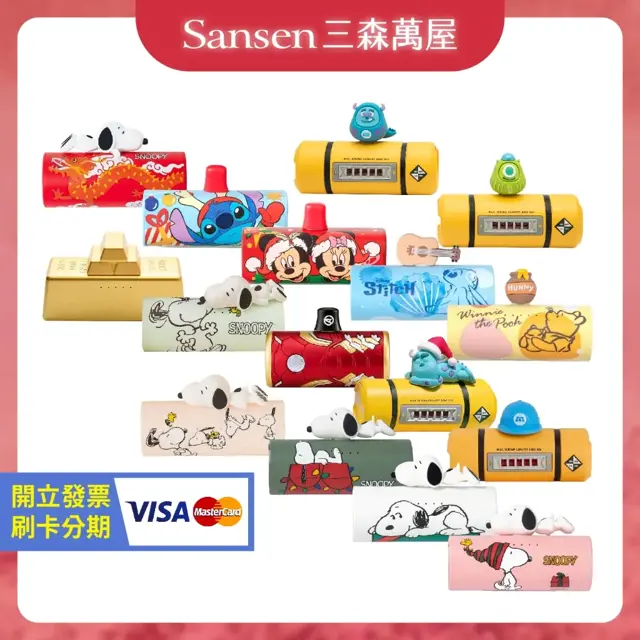 Sansen三森萬屋
SNOOPY
Stitch
HUNNY
Winnie
the Pooh
SNOOPY
SNOOPY
SNOOPY
開立發票
刷卡分期
VISA
MasterCard